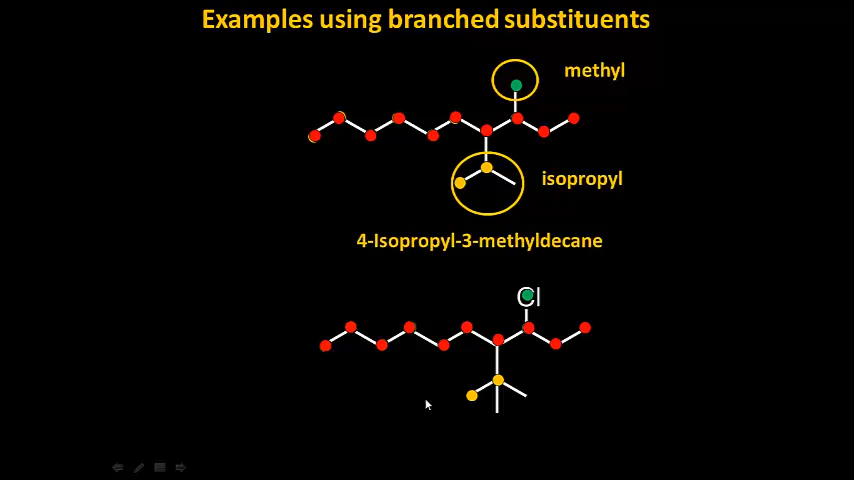 Examples using branched substituents
methyl
isopropyl
4-Isopropyl-3-methyldecane
Cl